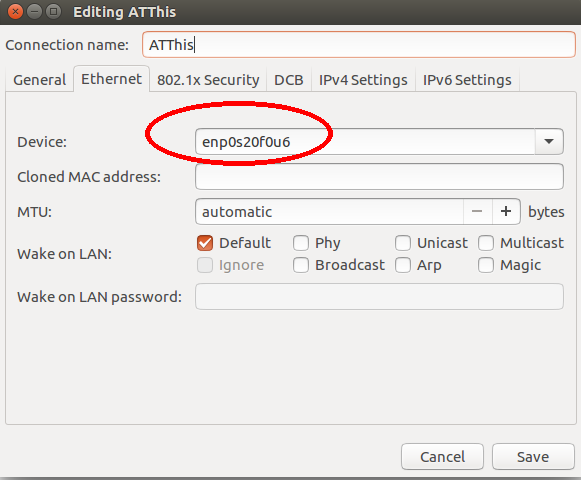 Editing ATThis
Connection name: ATThis
General Ethernet 802.1x Security DCB IPv4 Settings IPv6 Settings
Device: enp0s20f0u6
Cloned MAC address:
MTU: automatic − + bytes
Wake on LAN: Default Phy Unicast Multicast
Ignore Broadcast Arp Magic
Wake on LAN password:
Cancel Save